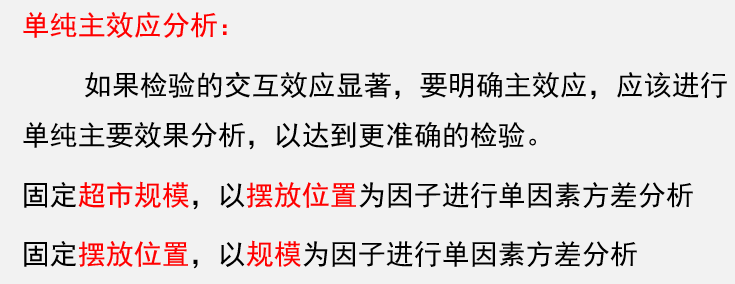 单纯主效应分析：
如果检验的交互效应显著，要明确主效应，应该进行
单纯主要效果分析，以达到更准确的检验。
固定超市规模，以摆放位置为因子进行单因素方差分析
固定摆放位置，以规模为因子进行单因素方差分析